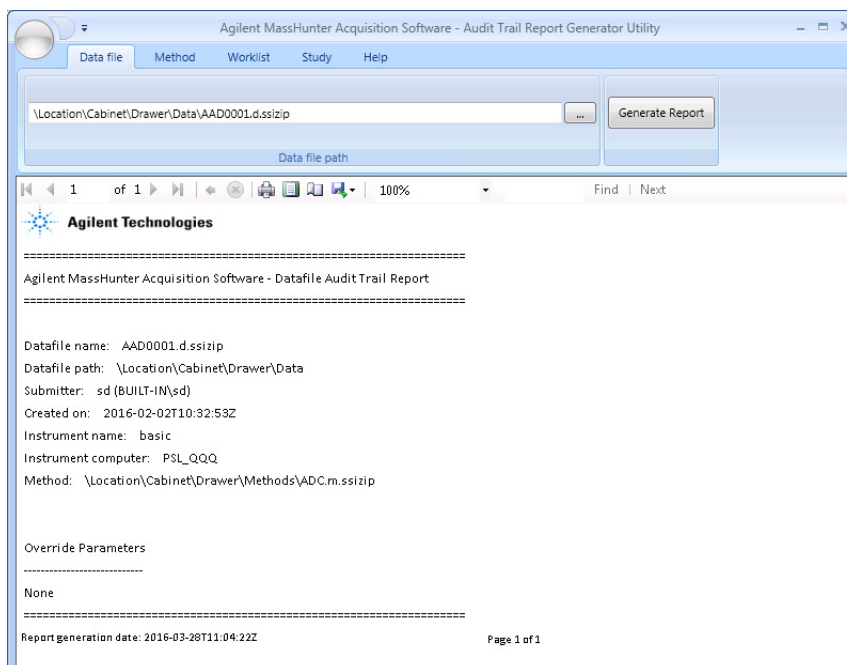 Agilent MassHunter Acquisition Software - Audit Trail Report Generator Utility
Data file Method Worklist Study Help
\Location\Cabinet\Drawer\Data\AAD0001.d.ssizip ... Generate Report
Data file path
1 of 1 100% Find | Next
Agilent Technologies
=====================================================================
Agilent MassHunter Acquisition Software - Datafile Audit Trail Report
=====================================================================
Datafile name: AAD0001.d.ssizip
Datafile path: \Location\Cabinet\Drawer\Data
Submitter: sd (BUILT-IN\sd)
Created on: 2016-02-02T10:32:53Z
Instrument name: basic
Instrument computer: PSL_QQQ
Method: \Location\Cabinet\Drawer\Methods\ADC.m.ssizip
Override Parameters
----------------------------
None
=====================================================================
Report generation date: 2016-03-28T11:04:22Z Page 1 of 1